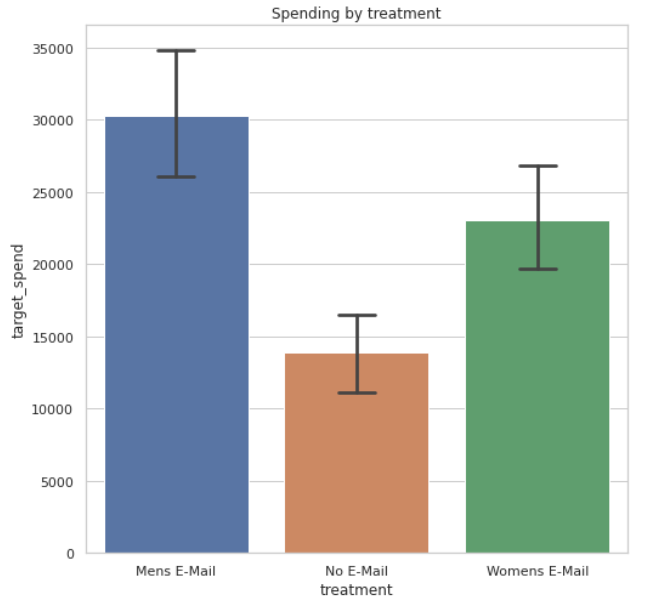 Spending by treatment
35000
30000
25000
20000
15000
10000
5000
0
target_spend
Mens E-Mail
No E-Mail
Womens E-Mail
treatment